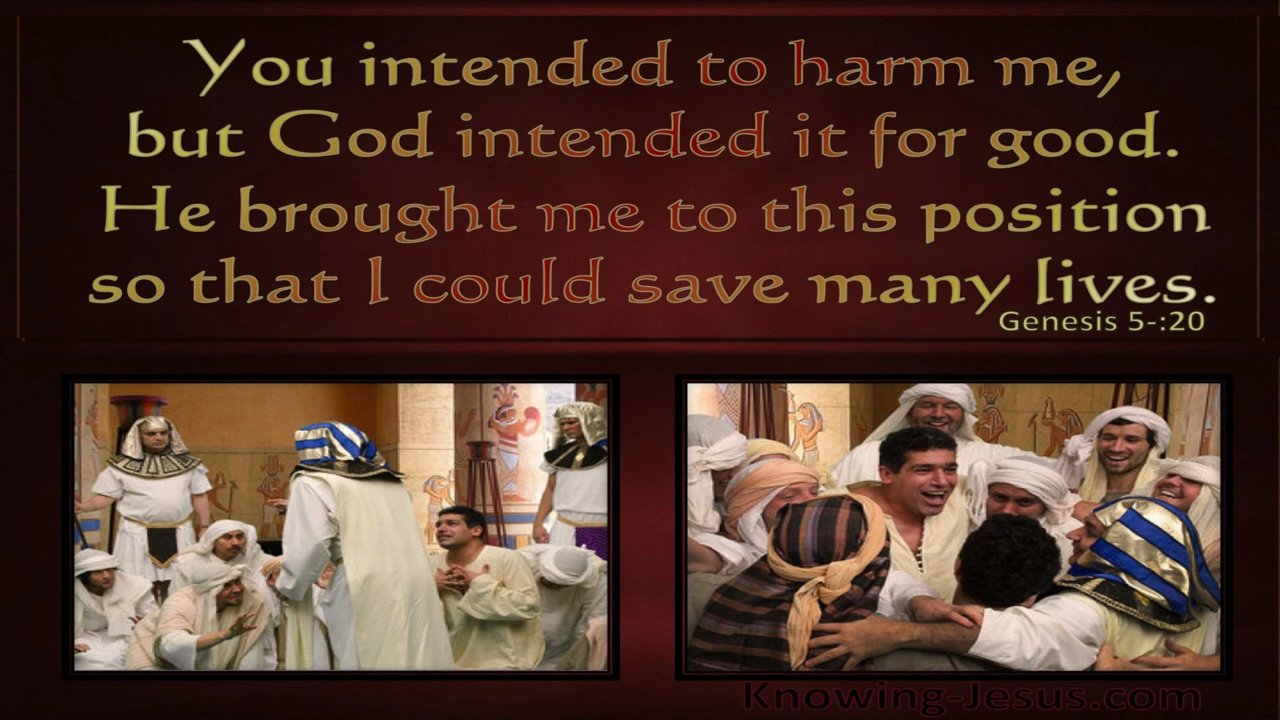 You intended to harm me,
but God intended it for good.
He brought me to this position
so that I could save many lives.
Genesis 5-:20
Knowing-Jesus.com